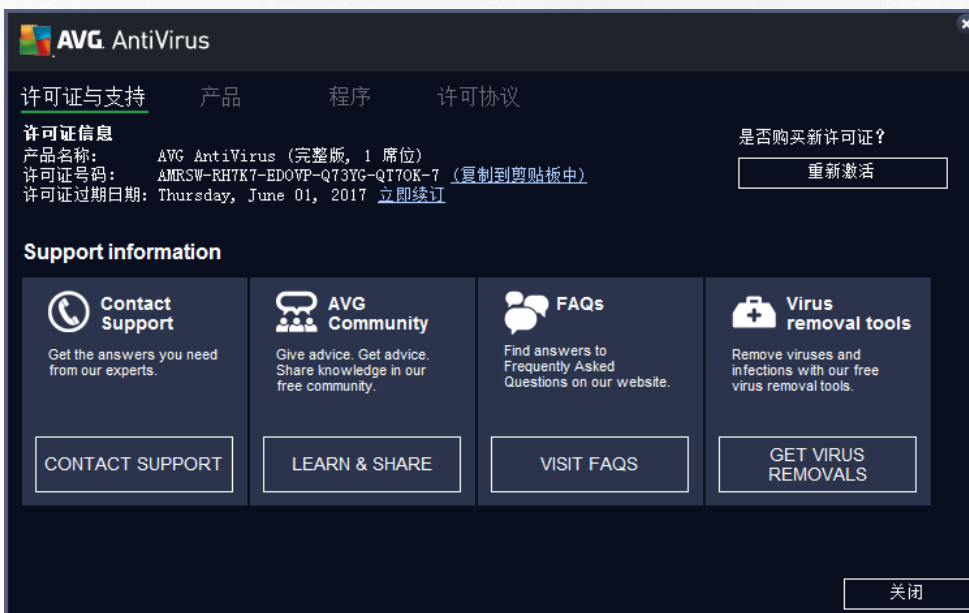 AVG. AntiVirus
许可证与支持 产品 程序 许可协议
许可证信息
产品名称: AVG AntiVirus (完整版, 1 席位)
许可证号码: AMRSW-RH7K7-EDOVP-Q73YG-QT7OK-7 (复制到剪贴板中)
许可证过期日期: Thursday, June 01, 2017 立即续订
是否购买新许可证?
重新激活
Support information
Contact
Support
Get the answers you need
from our experts.
CONTACT SUPPORT
AVG
Community
Give advice. Get advice.
Share knowledge in our
free community.
LEARN & SHARE
FAQs
Find answers to
Frequently Asked
Questions on our website.
VISIT FAQS
Virus
removal tools
Remove viruses and
infections with our free
virus removal tools.
GET VIRUS
REMOVALS
关闭